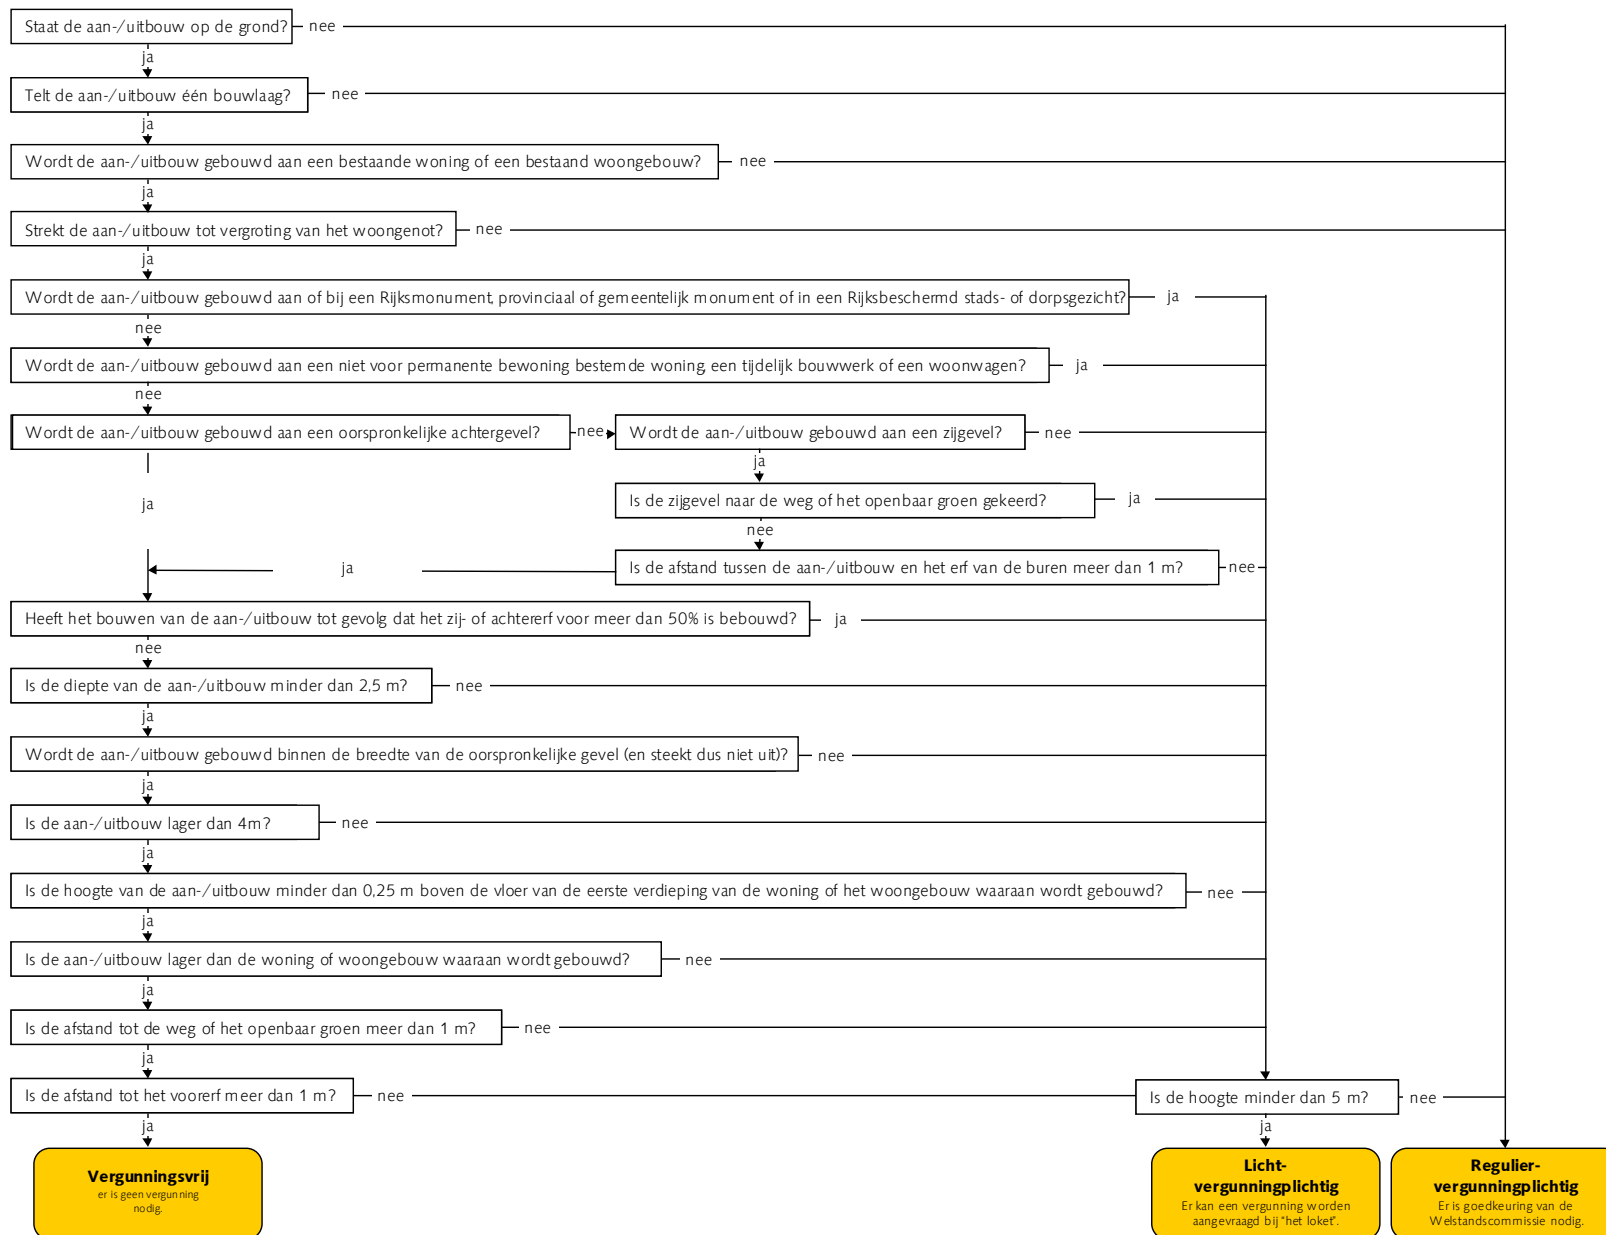 Staat de aan-/uitbouw op de grond? nee
ja
Telt de aan-/uitbouw één bouwlaag? nee
ja
Wordt de aan-/uitbouw gebouwd aan een bestaande woning of een bestaand woongebouw? nee
ja
Strekt de aan-/uitbouw tot vergroting van het woongenot? nee
ja
Wordt de aan-/uitbouw gebouwd aan of bij een Rijksmonument, provinciaal of gemeentelijk monument of in een Rijksbeschermd stads- of dorpsgezicht? ja
nee
Wordt de aan-/uitbouw gebouwd aan een niet voor permanente bewoning bestemde woning, een tijdelijk bouwwerk of een woonwagen? ja
nee
Wordt de aan-/uitbouw gebouwd aan een oorspronkelijke achtergevel? nee Wordt de aan-/uitbouw gebouwd aan een zijgevel? nee
ja
Is de zijgevel naar de weg of het openbaar groen gekeerd? ja
ja
nee
ja Is de afstand tussen de aan-/uitbouw en het erf van de buren meer dan 1 m? nee
Heeft het bouwen van de aan-/uitbouw tot gevolg dat het zij- of achtererf voor meer dan 50% is bebouwd? ja
nee
Is de diepte van de aan-/uitbouw minder dan 2,5 m? nee
ja
Wordt de aan-/uitbouw gebouwd binnen de breedte van de oorspronkelijke gevel (en steekt dus niet uit)? nee
ja
Is de aan-/uitbouw lager dan 4m? nee
ja
Is de hoogte van de aan-/uitbouw minder dan 0,25 m boven de vloer van de eerste verdieping van de woning of het woongebouw waaraan wordt gebouwd? nee
ja
Is de aan-/uitbouw lager dan de woning of woongebouw waaraan wordt gebouwd? nee
ja
Is de afstand tot de weg of het openbaar groen meer dan 1 m? nee
ja
Is de afstand tot het voorerf meer dan 1 m? nee Is de hoogte minder dan 5 m? nee
ja ja
Vergunningsvrij
er is geen vergunning
nodig.
Licht-
vergunningplichtig
Er kan een vergunning worden
aangevraagd bij "het loket".
Regulier-
vergunningplichtig
Er is goedkeuring van de
Welstandscommissie nodig.